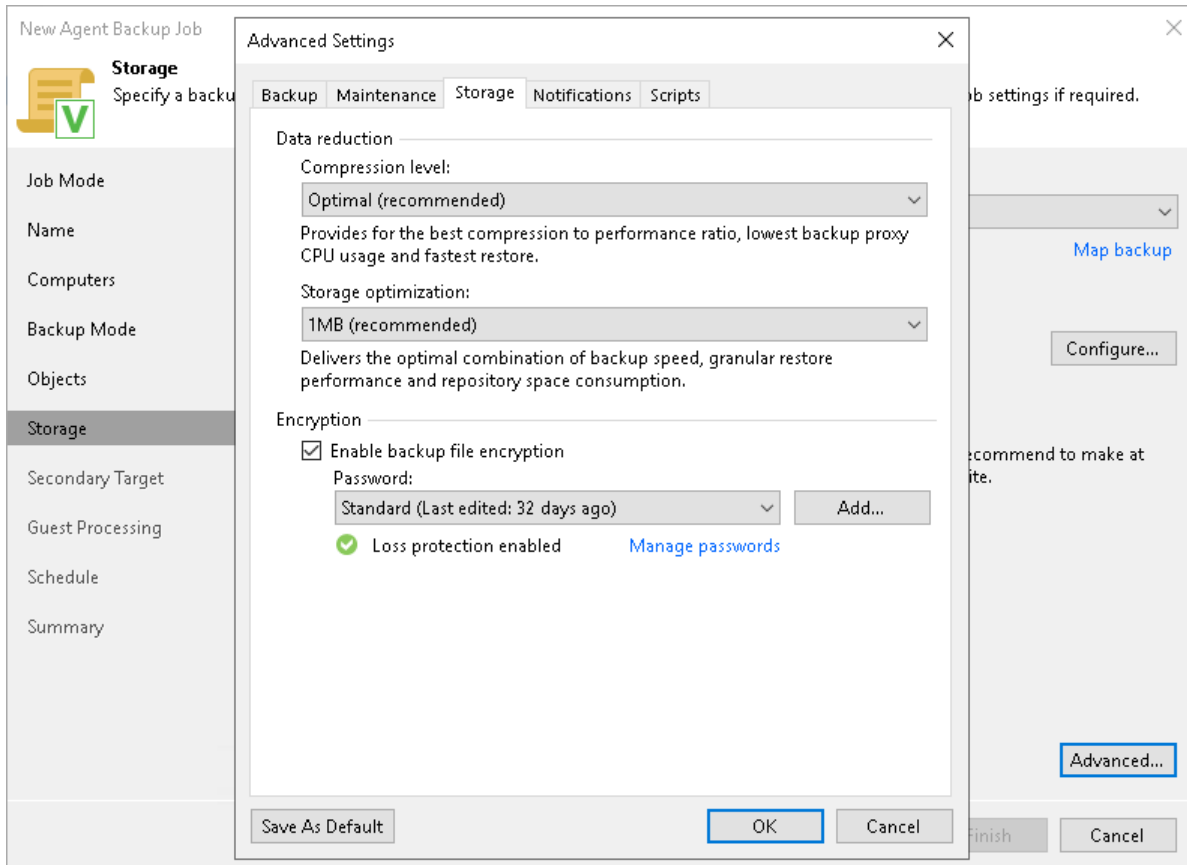 New Agent Backup Job
Storage
Specify a backu
b settings if required.
Job Mode
Name
Computers
Backup Mode
Objects
Storage
Secondary Target
Guest Processing
Schedule
Summary
Advanced Settings
Backup Maintenance Storage Notifications Scripts
Data reduction
Compression level:
Optimal (recommended)
Provides for the best compression to performance ratio, lowest backup proxy
CPU usage and fastest restore.
Storage optimization:
1MB (recommended)
Delivers the optimal combination of backup speed, granular restore
performance and repository space consumption.
Encryption
Enable backup file encryption
Password:
Standard (Last edited: 32 days ago)
Add...
Loss protection enabled
Manage passwords
Save As Default
OK
Cancel
Map backup
Configure...
ecommend to make at
ite.
Advanced...
Finish
Cancel